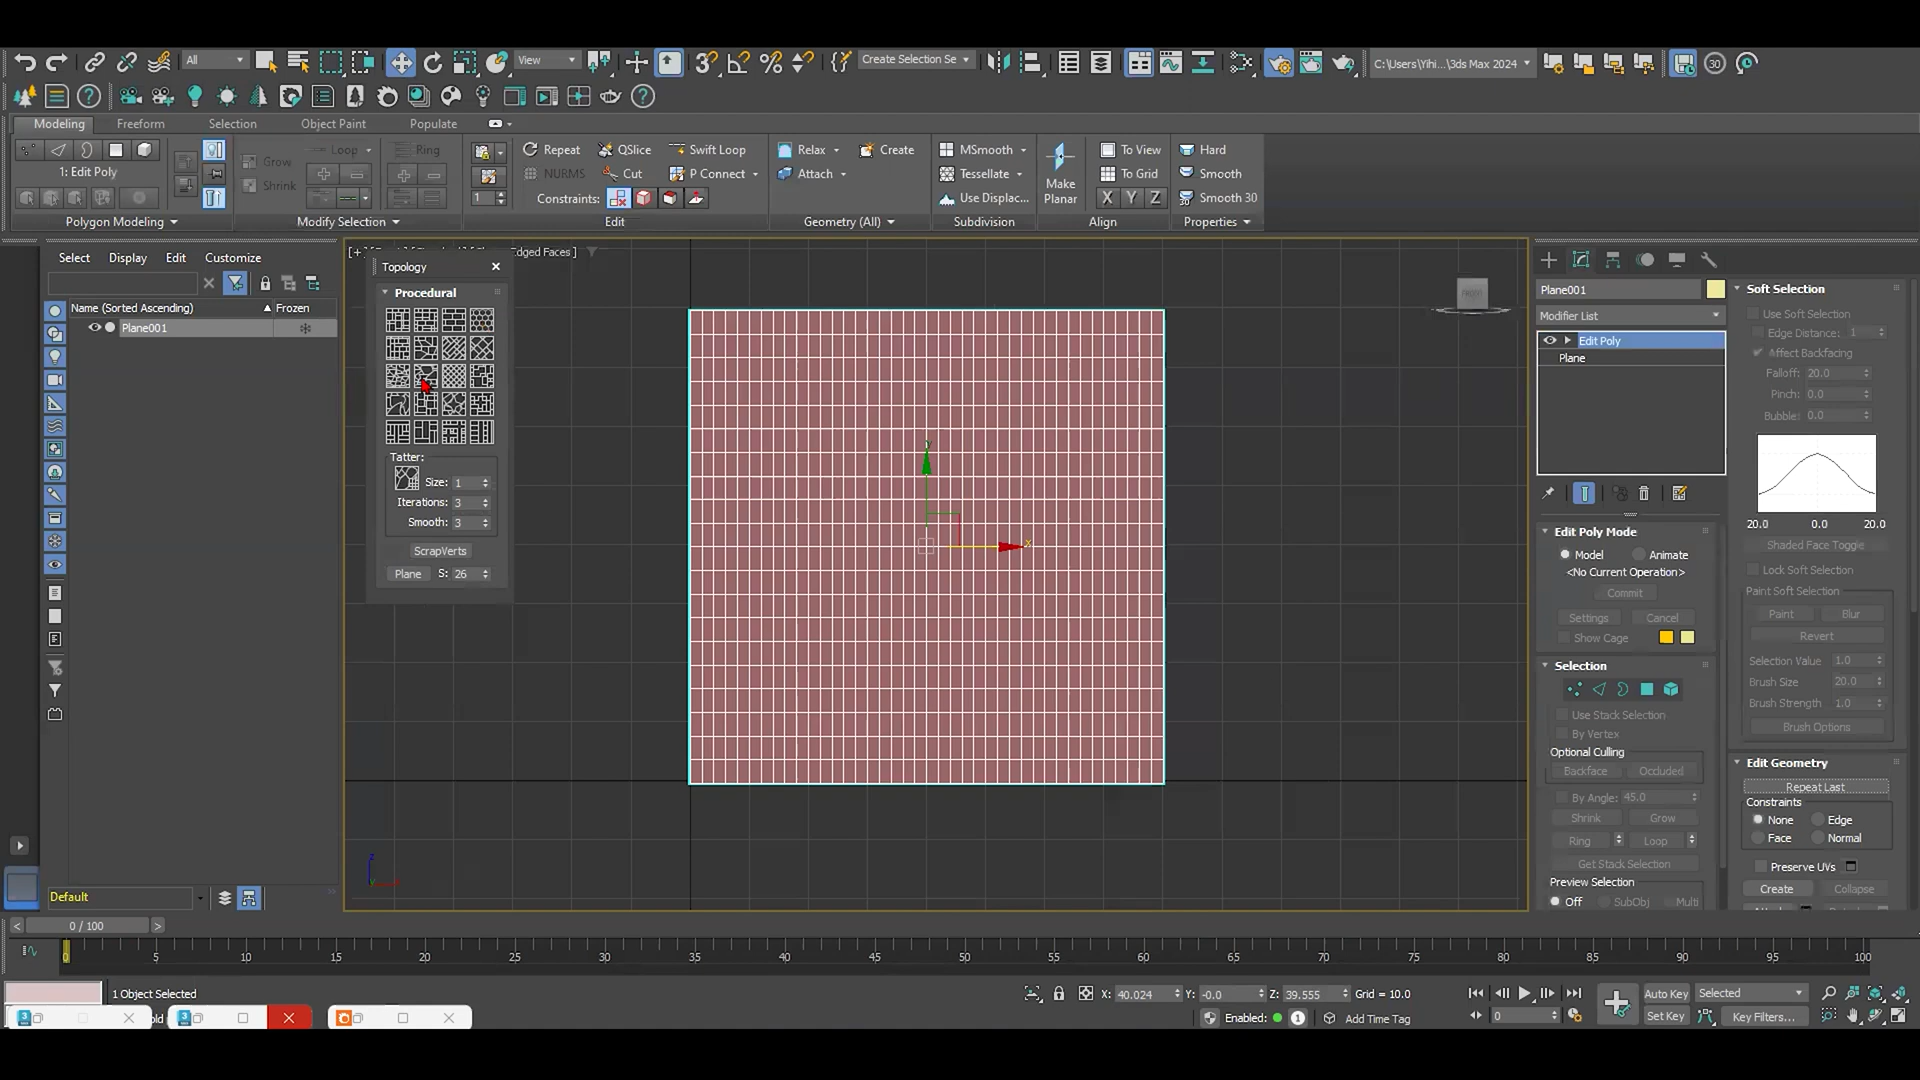 All
View
Create Selection Se
C:\Users\Yihi...\3ds Max 2024
30
Modeling
Freeform
Selection
Object Paint
Populate
Grow
Loop
Ring
Repeat
QSlice
Swift Loop
Relax
Create
MSmooth
To View
Hard
1: Edit Poly
Shrink
NURMS
Cut
P Connect
Attach
Tessellate
Make Planar
To Grid
Smooth
1
Constraints:
Use Displac...
X Y Z
Smooth 30
Polygon Modeling
Modify Selection
Edit
Geometry (All)
Subdivision
Align
Properties
Select
Display
Edit
Customize
Name (Sorted Ascending)
Frozen
Plane001
Edged Faces ]
Topology
Procedural
Tatter:
Size: 1
Iterations: 3
Smooth: 3
ScrapVerts
Plane
S: 26
y
x
Plane001
Modifier List
Edit Poly
Plane
Edit Poly Mode
Model
Animate
<No Current Operation>
Commit
Settings
Cancel
Show Cage
Selection
Use Stack Selection
By Vertex
Optional Culling
Backface
Occluded
By Angle: 45.0
Shrink
Grow
Ring
Loop
Get Stack Selection
Preview Selection
Off
SubObj
Multi
Soft Selection
Use Soft Selection
Edge Distance: 1
Affect Backfacing
Falloff: 20.0
Pinch: 0.0
Bubble: 0.0
20.0 0.0 20.0
Shaded Face Toggle
Lock Soft Selection
Paint Soft Selection
Paint
Blur
Revert
Selection Value 1.0
Brush Size 20.0
Brush Strength 1.0
Brush Options
Edit Geometry
Repeat Last
Constraints
None
Edge
Face
Normal
Preserve UVs
Create
Collapse
Default
0 / 100
0 5 10 15 20 25 30 35 40 45 50 55 60 65 70 75 80 85 90 95 100
1 Object Selected
X: 40.024
Y: -0.0
Z: 39.555
Grid = 10.0
Enabled:
1
Add Time Tag
0
Auto Key
Selected
Set Key
Key Filters...